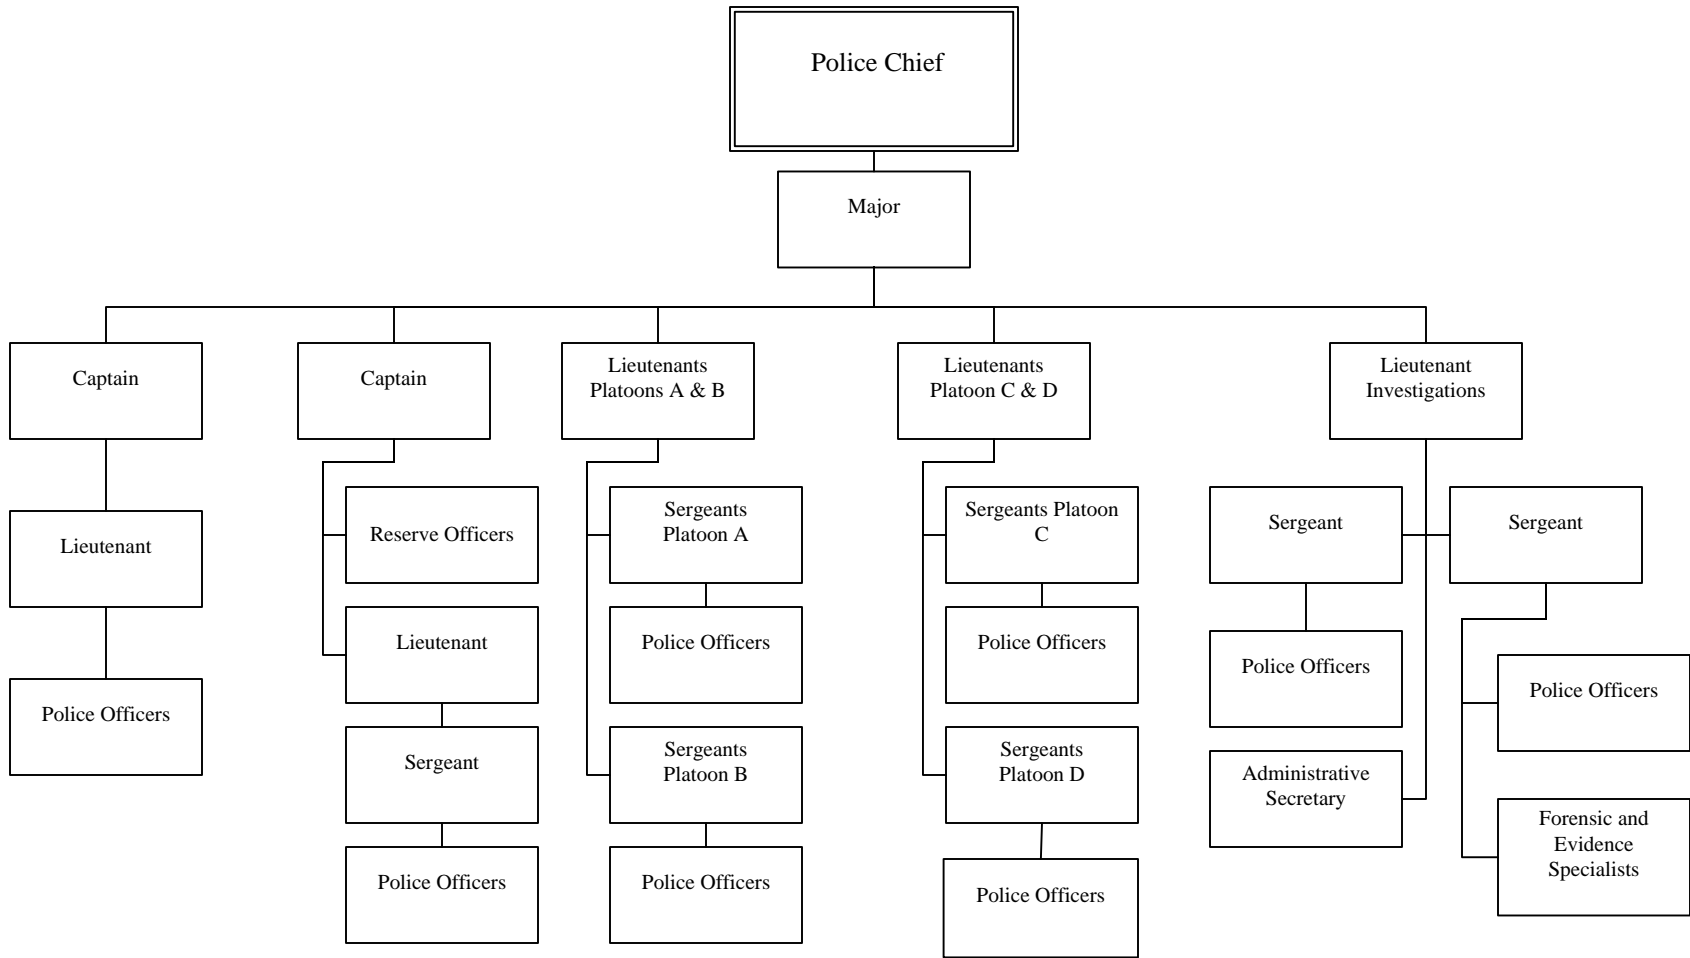 Police Chief
Major
Captain
Captain
Lieutenants
Platoons A & B
Lieutenants
Platoon C & D
Lieutenant
Investigations
Lieutenant
Police Officers
Reserve Officers
Lieutenant
Sergeant
Police Officers
Sergeants
Platoon A
Police Officers
Sergeants
Platoon B
Police Officers
Sergeants Platoon
C
Police Officers
Sergeants
Platoon D
Police Officers
Sergeant
Police Officers
Administrative
Secretary
Sergeant
Police Officers
Forensic and
Evidence
Specialists